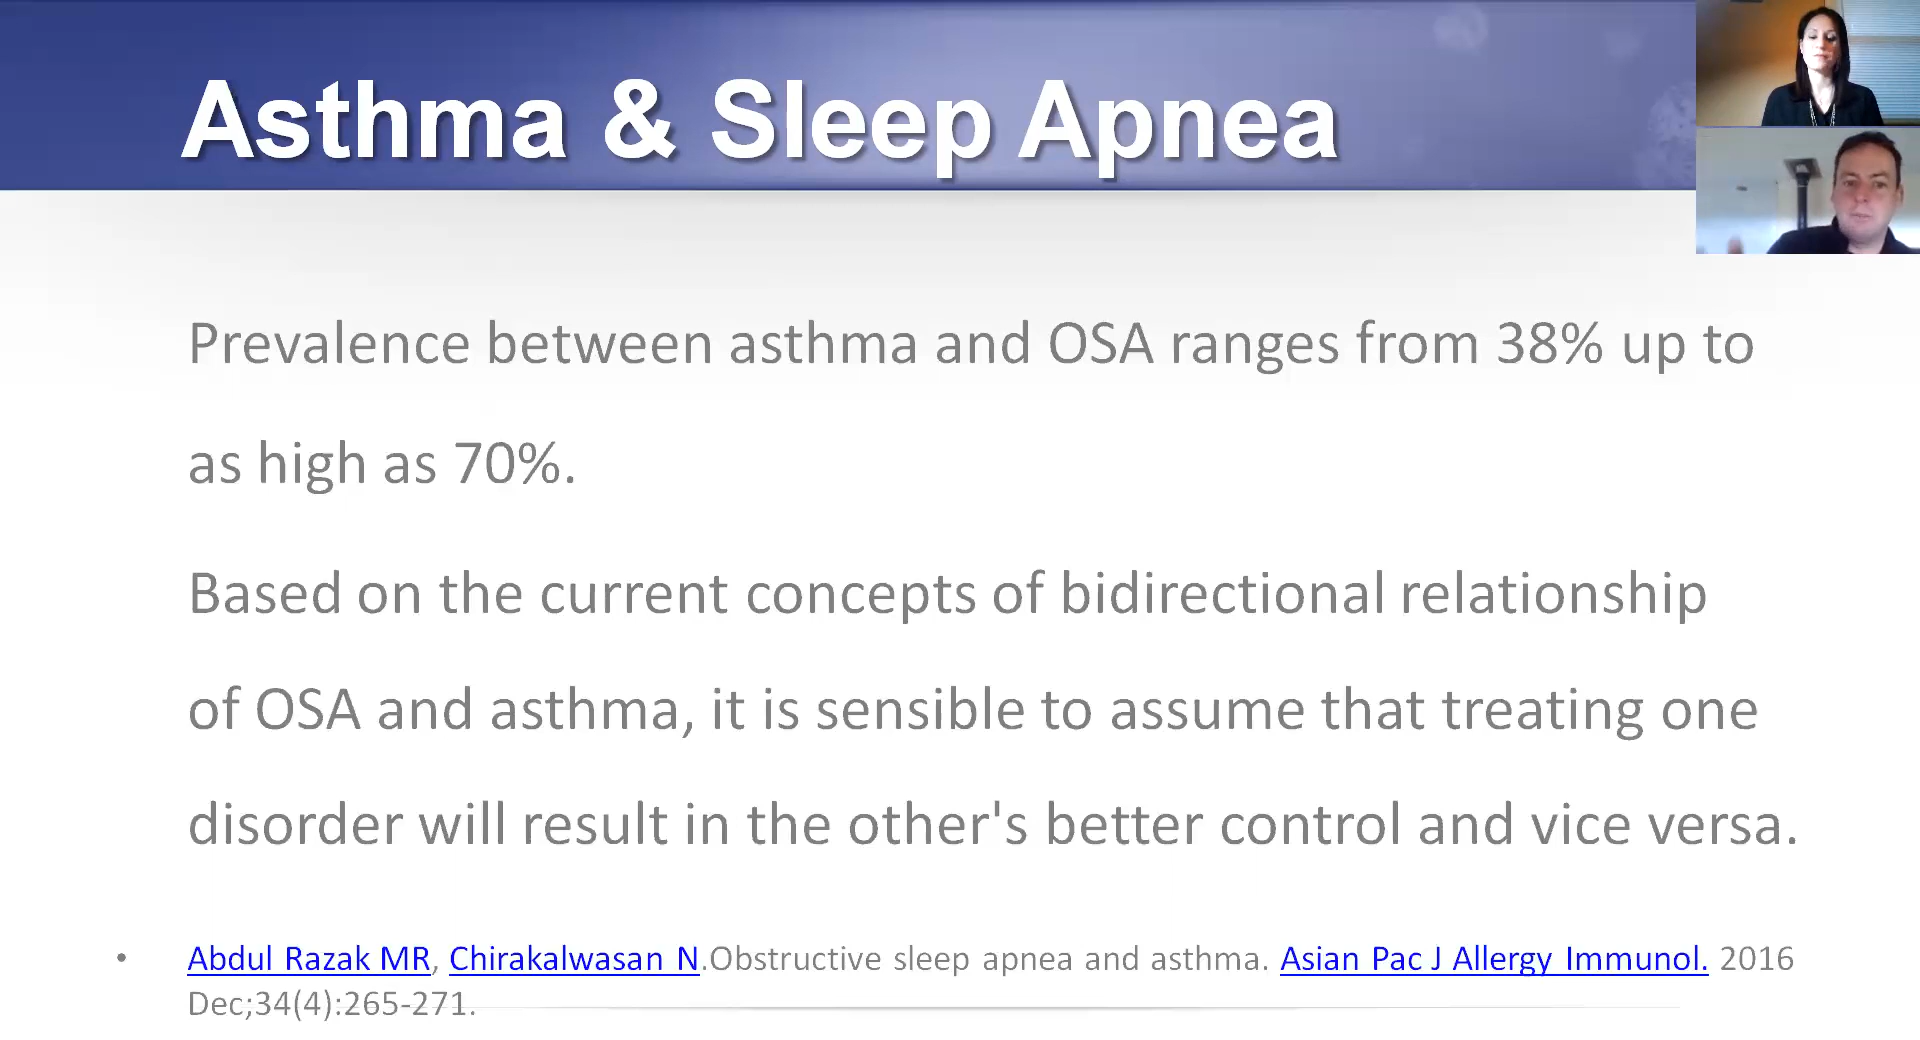 Asthma & Sleep Apnea
Prevalence between asthma and OSA ranges from 38% up to
as high as 70%.
Based on the current concepts of bidirectional relationship
of OSA and asthma, it is sensible to assume that treating one
disorder will result in the other's better control and vice versa.
• Abdul Razak MR, Chirakalwasan N.Obstructive sleep apnea and asthma. Asian Pac J Allergy Immunol. 2016
Dec;34(4):265-271.